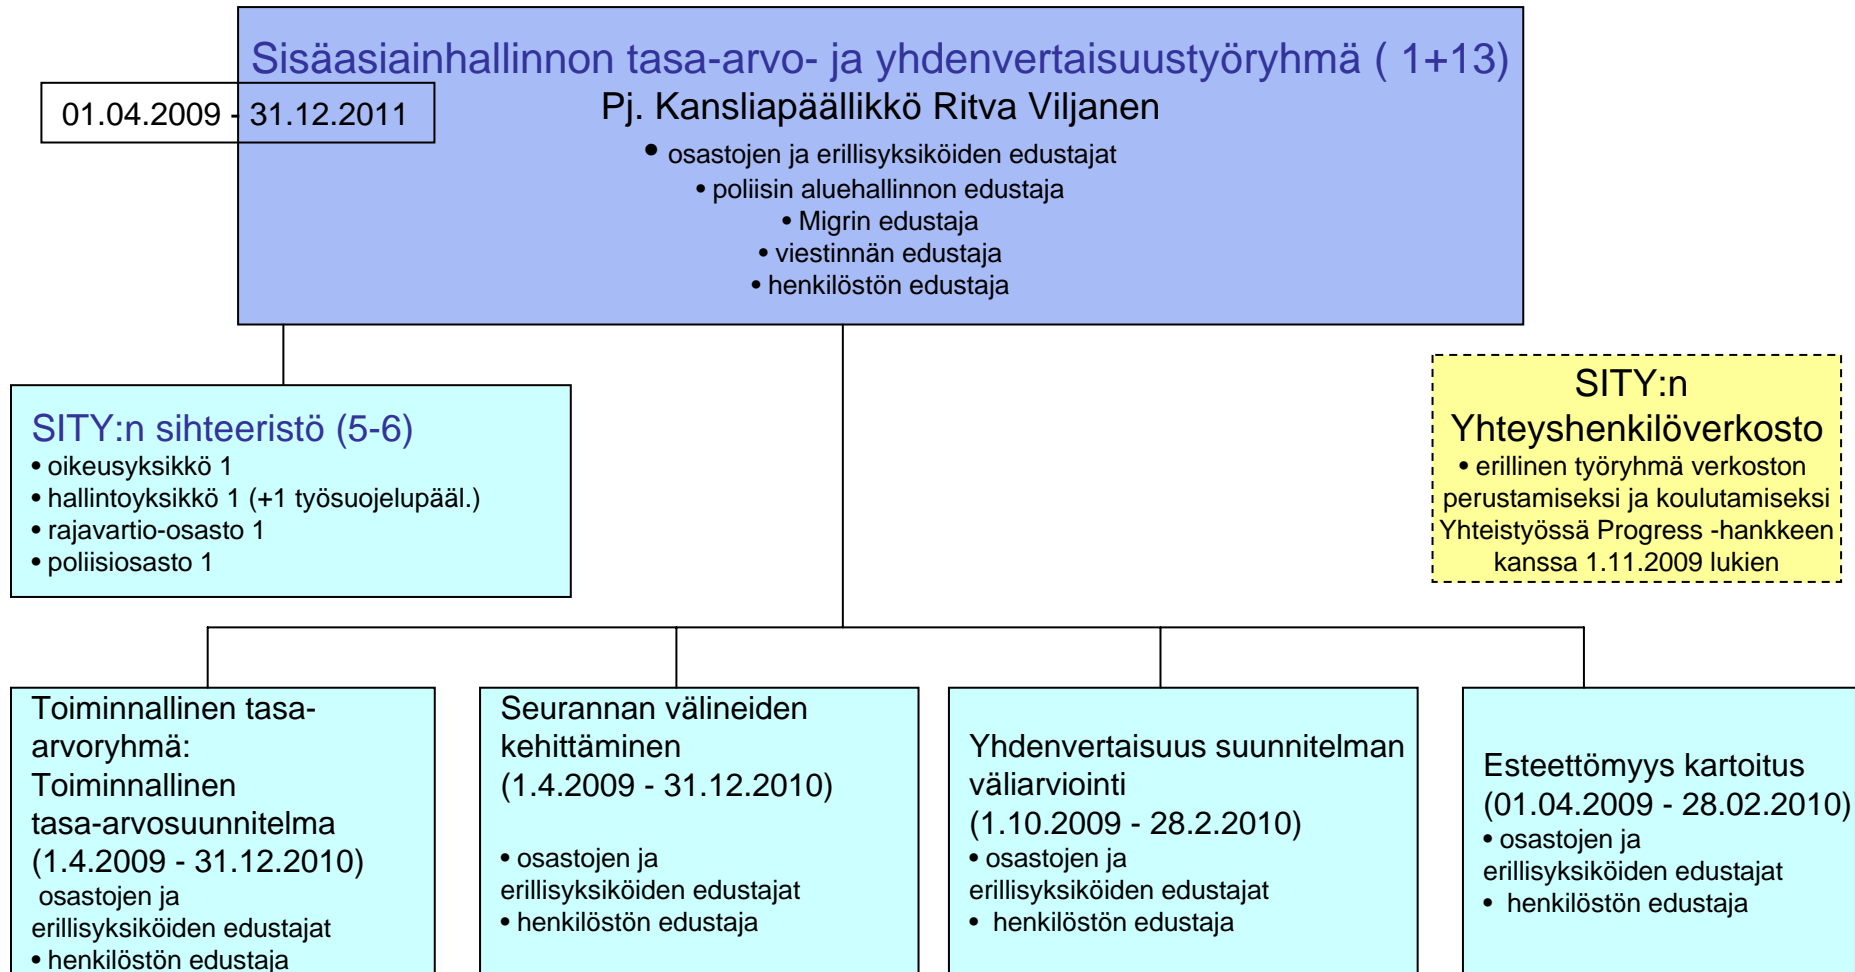 Sisäasiainhallinnon tasa-arvo- ja yhdenvertaisuustyöryhmä ( 1+13)
01.04.2009 - 31.12.2011
Pj. Kansliapäällikkö Ritva Viljanen
• osastojen ja erillisyksiköiden edustajat
• poliisin aluehallinnon edustaja
• Migrin edustaja
• viestinnän edustaja
• henkilöstön edustaja
SITY:n sihteeristö (5-6)
• oikeusyksikkö 1
• hallintoyksikkö 1 (+1 työsuojelupääl.)
• rajavartio-osasto 1
• poliisiosasto 1
SITY:n
Yhteyshenkilöverkosto
• erillinen työryhmä verkoston
perustamiseksi ja koulutamiseksi
Yhteistyössä Progress -hankkeen
kanssa 1.11.2009 lukien
Toiminnallinen tasa-
arvoryhmä:
Toiminnallinen
tasa-arvosuunnitelma
(1.4.2009 - 31.12.2010)
osastojen ja
erillisyksiköiden edustajat
• henkilöstön edustaja
Seurannan välineiden
kehittäminen
(1.4.2009 - 31.12.2010)
• osastojen ja
erillisyksiköiden edustajat
• henkilöstön edustaja
Yhdenvertaisuus suunnitelman
väliarviointi
(1.10.2009 - 28.2.2010)
• osastojen ja
erillisyksiköiden edustajat
• henkilöstön edustaja
Esteettömyys kartoitus
(01.04.2009 - 28.02.2010)
• osastojen ja
erillisyksiköiden edustajat
• henkilöstön edustaja